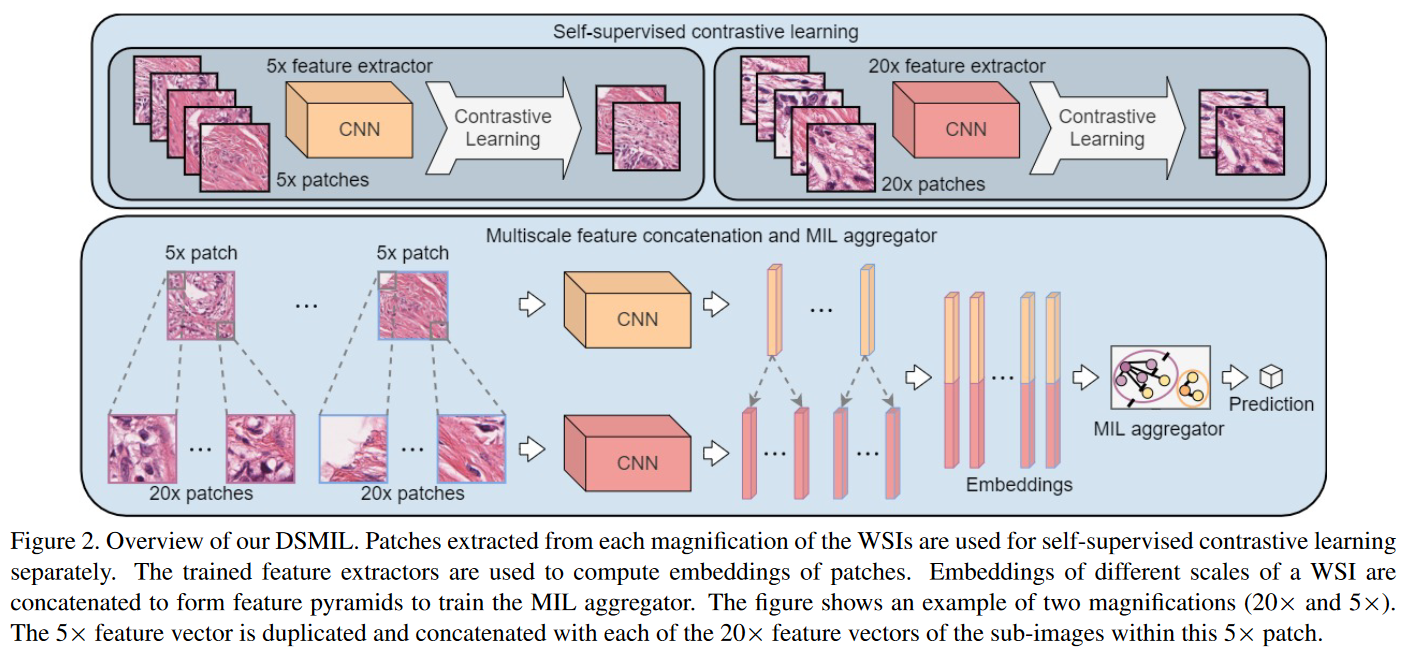 Self-supervised contrastive learning
5x feature extractor
CNN
Contrastive
Learning
5x patches
20x feature extractor
CNN
Contrastive
Learning
20x patches
Multiscale feature concatenation and MIL aggregator
5x patch
...
5x patch
CNN
...
...
20x patches
...
20x patches
CNN
...
...
Embeddings
...
MIL aggregator
Prediction
Figure 2. Overview of our DSMIL. Patches extracted from each magnification of the WSIs are used for self-supervised contrastive learning
separately. The trained feature extractors are used to compute embeddings of patches. Embeddings of different scales of a WSI are
concatenated to form feature pyramids to train the MIL aggregator. The figure shows an example of two magnifications (20× and 5×).
The 5× feature vector is duplicated and concatenated with each of the 20× feature vectors of the sub-images within this 5× patch.